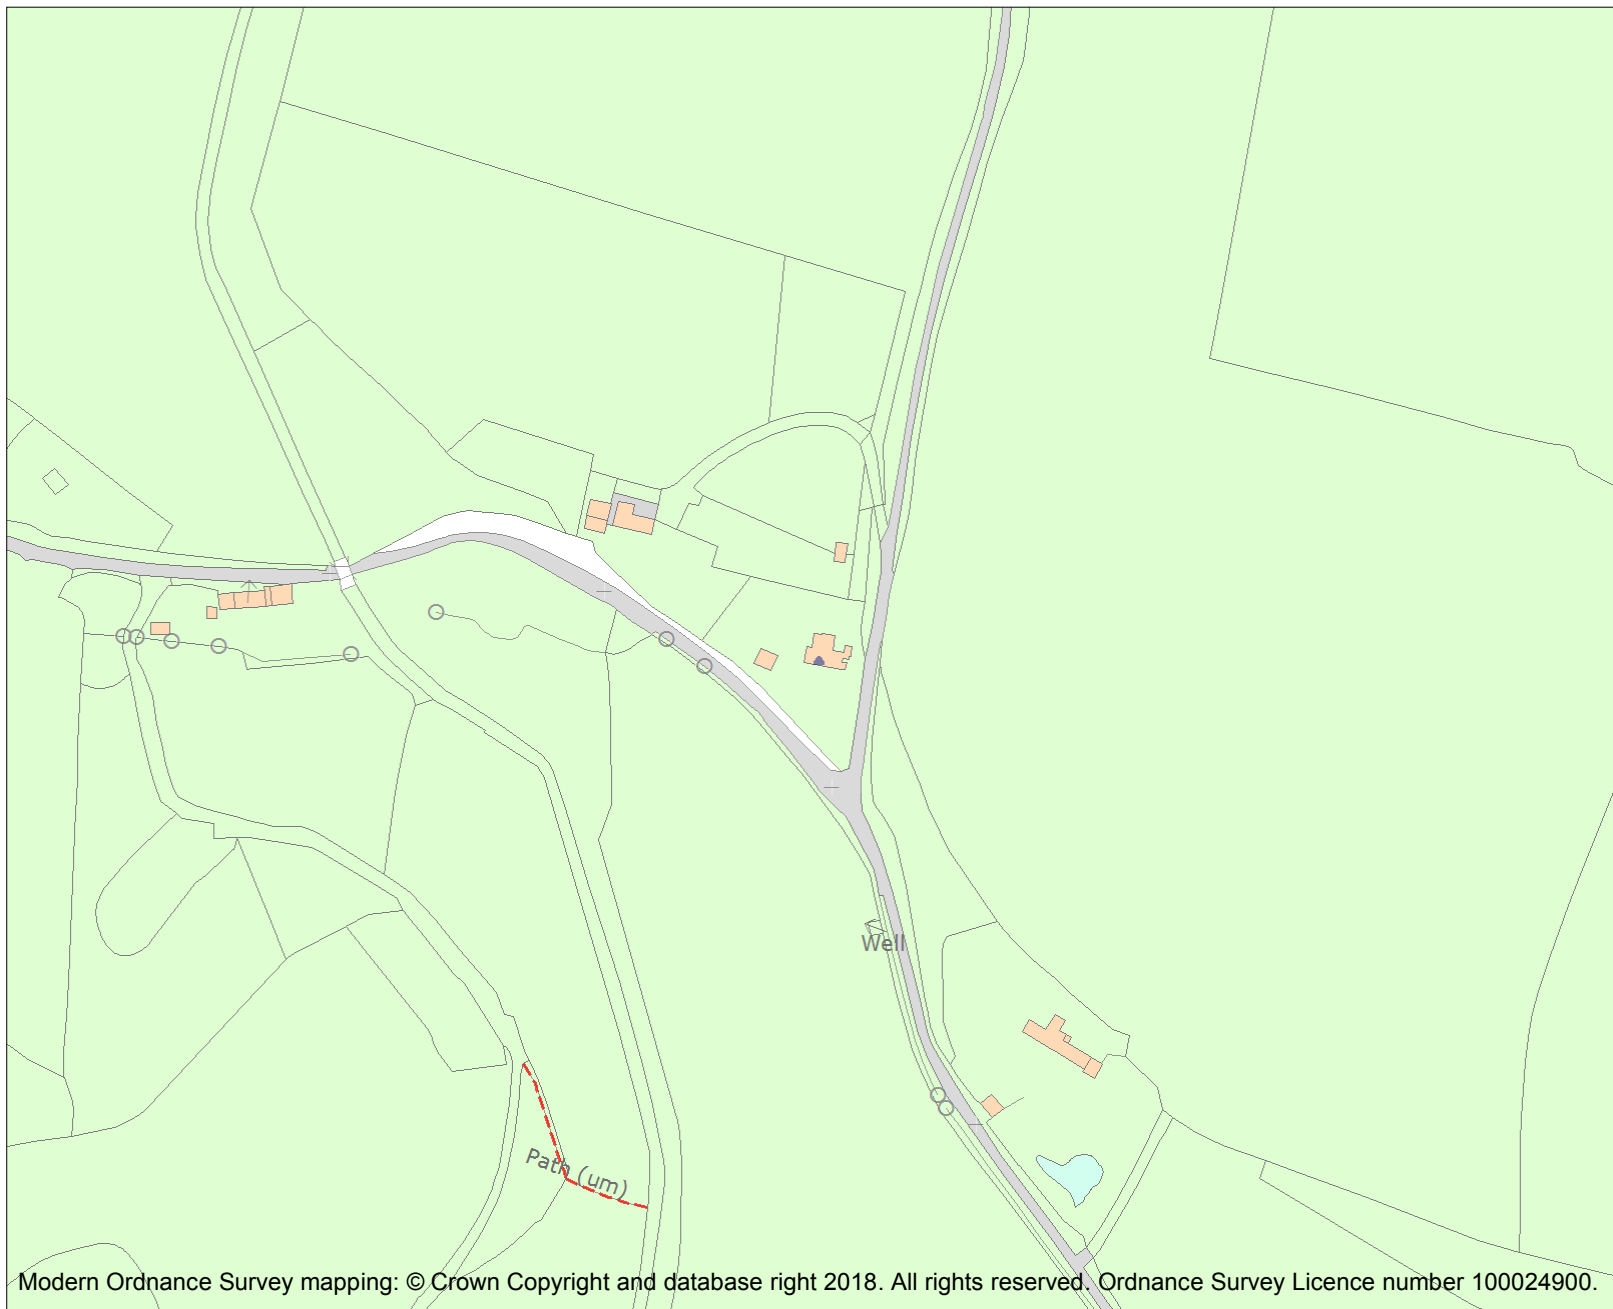 Well
Path (um)
Modern Ordnance Survey mapping: © Crown Copyright and database right 2018. All rights reserved. Ordnance Survey Licence number 100024900.